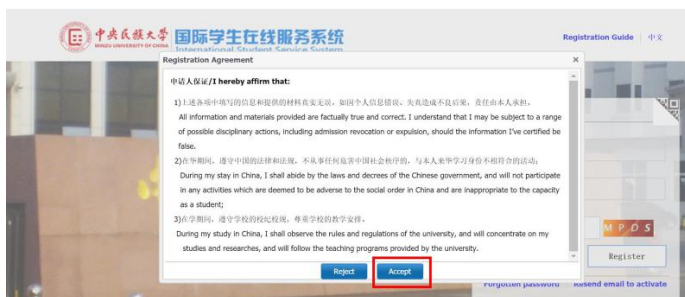 中央民族大学
MINZU UNIVERSITY OF CHINA
国际学生在线服务系统
International Student Service System
Registration Guide 中文
Registration Agreement
申请人保证/I hereby affirm that:
1)上述各项中填写的信息和提供的材料真实无误，如因个人信息错误、失真造成不良后果，责任由本人承担。
All information and materials provided are factually true and correct. I understand that I may be subject to a range
of possible disciplinary actions, including admission revocation or expulsion, should the information I've certified be
false.
2)在华期间，遵守中国的法律和法规，不从事任何危害中国社会秩序的、与本人来华学习身份不相符合的活动；
During my stay in China, I shall abide by the laws and decrees of the Chinese government, and will not participate
in any activities which are deemed to be adverse to the social order in China and are inappropriate to the capacity
as a student;
3)在学期间，遵守学校的校纪校规，尊重学校的教学安排。
During my study in China, I shall observe the rules and regulations of the university, and will concentrate on my
studies and researches, and will follow the teaching programs provided by the university.
Reject Accept
M P D S
Register
Forgotten password Resend email to activate